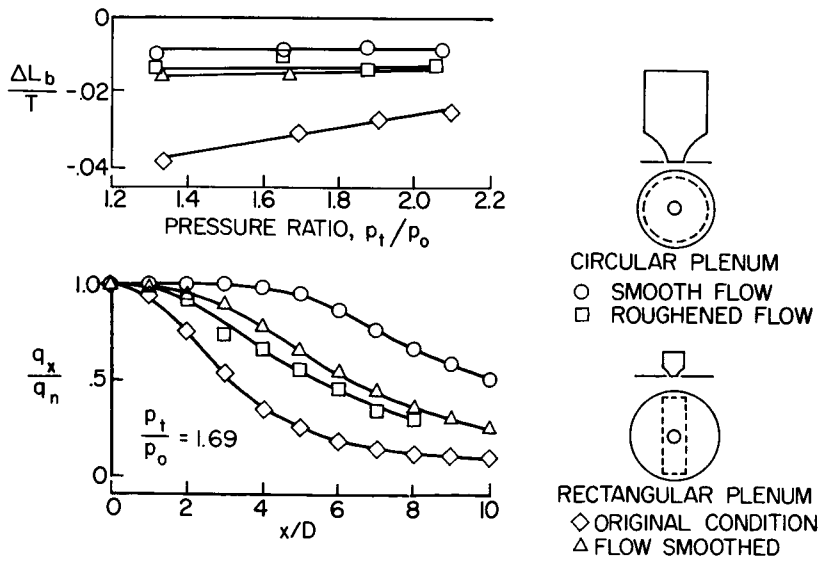 0
ΔL_b
T
-.02
-.04
1.2 1.4 1.6 1.8 2.0 2.2
PRESSURE RATIO, p_t/p_o
1.0
q_x
q_n
.5
p_t
p_o = 1.69
0
0 2 4 6 8 10
x/D
CIRCULAR PLENUM
○ SMOOTH FLOW
□ ROUGHENED FLOW
RECTANGULAR PLENUM
◇ ORIGINAL CONDITION
△ FLOW SMOOTHED